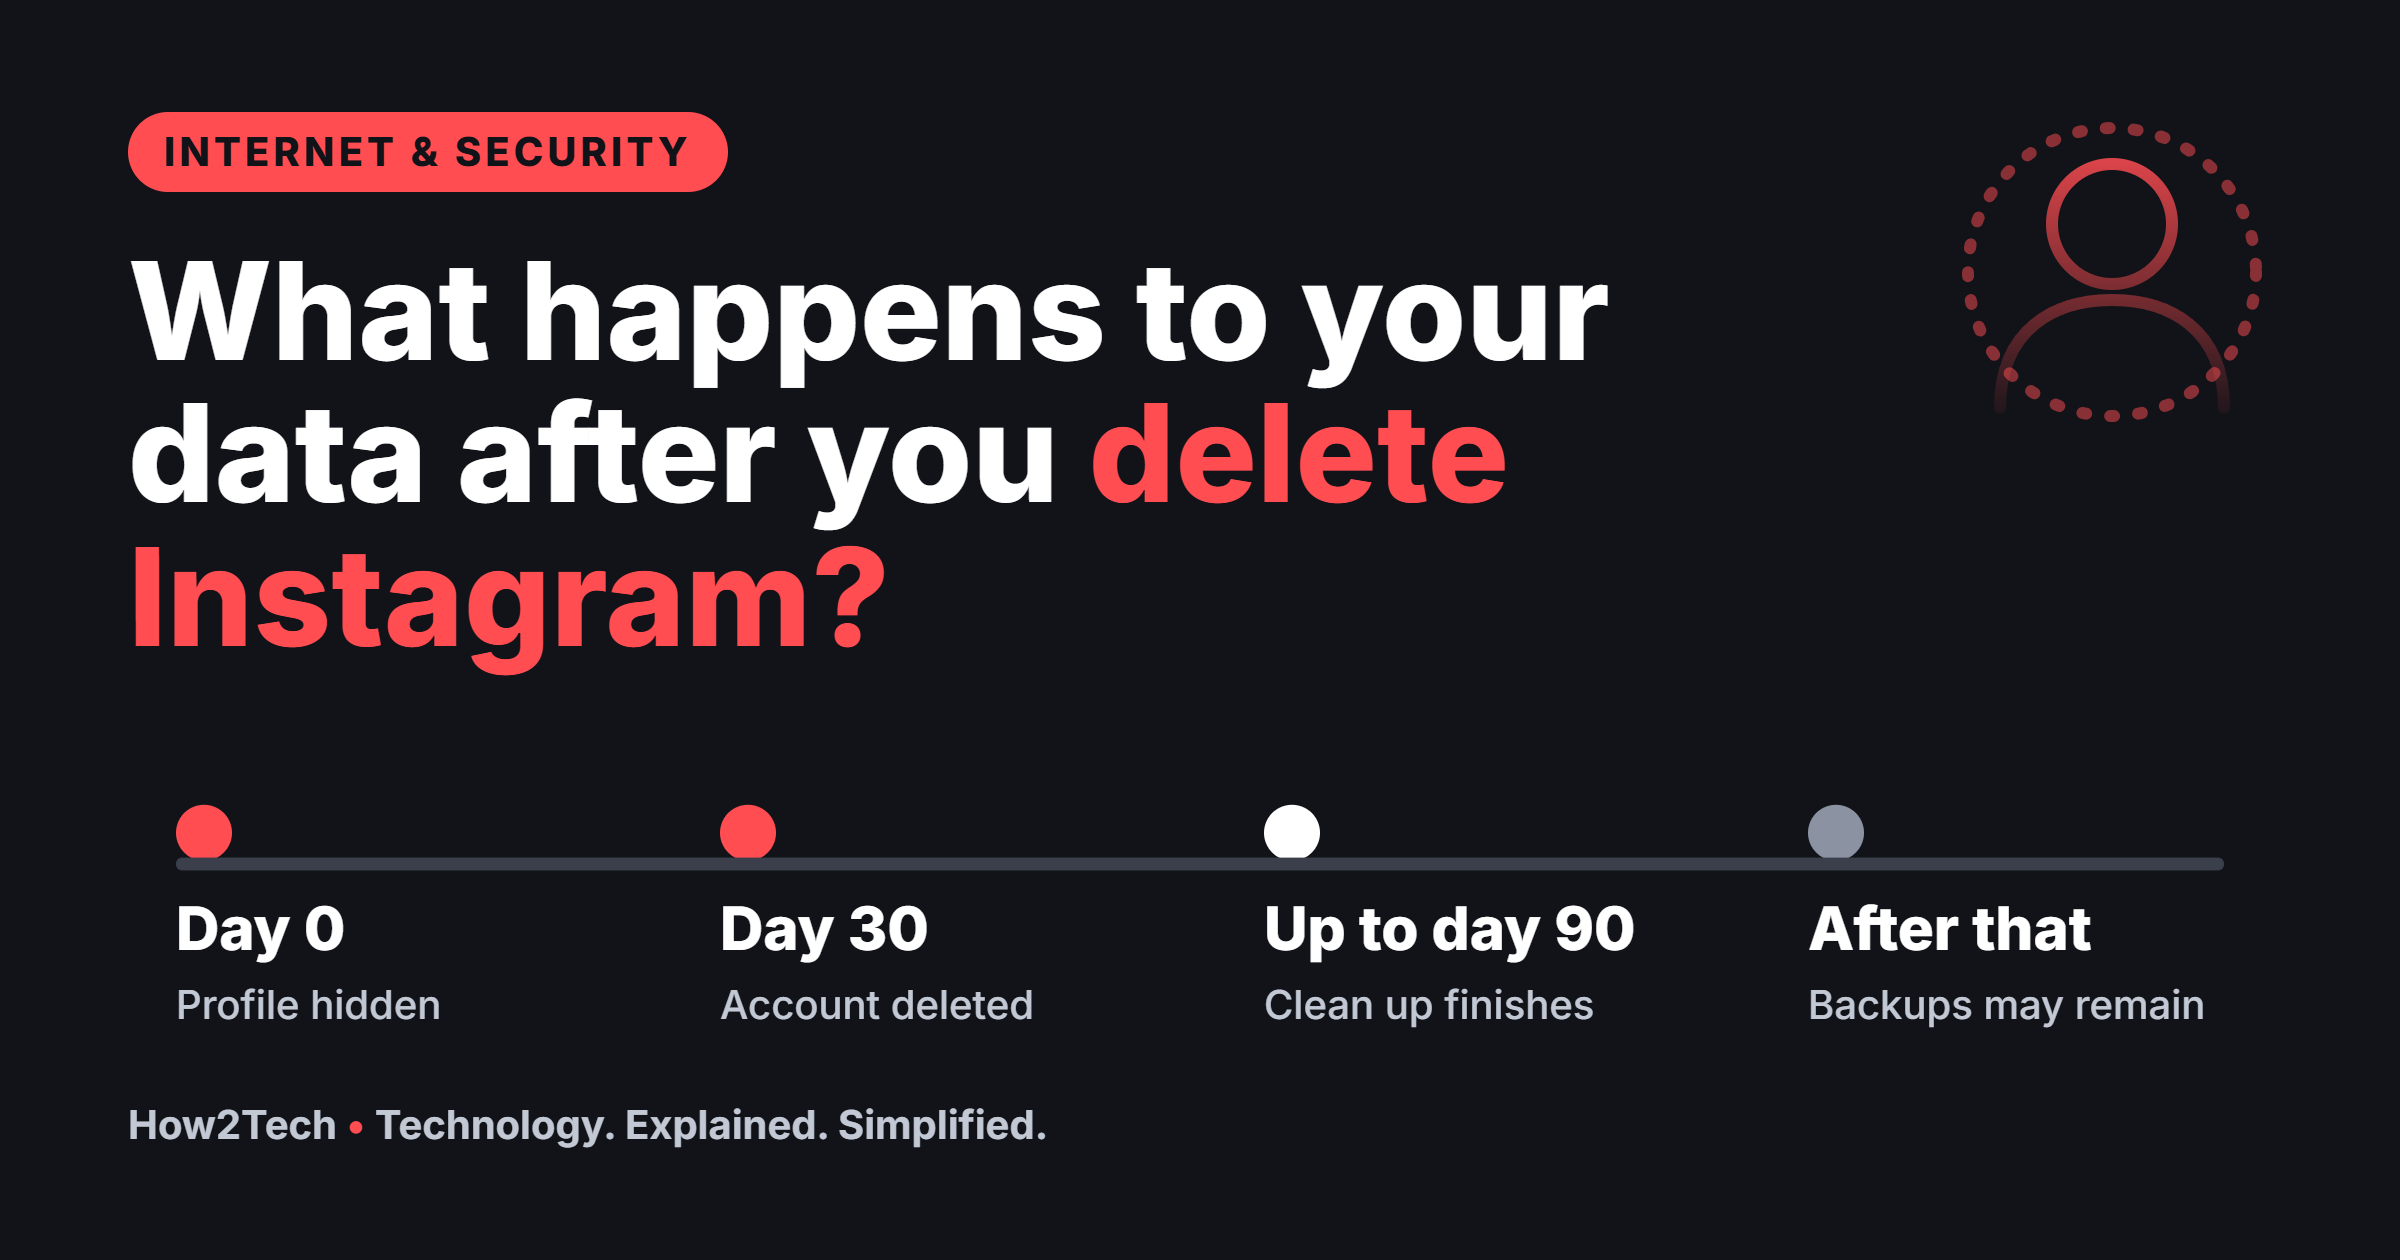 INTERNET & SECURITY
What happens to your
data after you delete
Instagram?
Day 0
Profile hidden
Day 30
Account deleted
Up to day 90
Clean up finishes
After that
Backups may remain
How2Tech • Technology. Explained. Simplified.